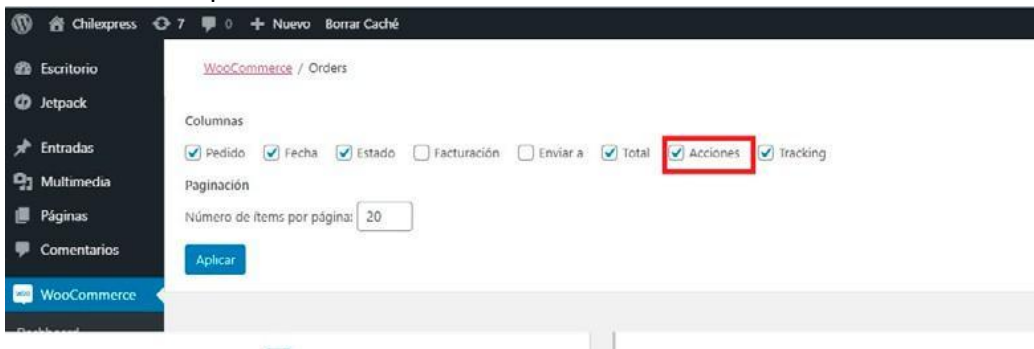 Chilexpress 7 0 + Nuevo Borrar Caché
Escritorio
WooCommerce / Orders
Jetpack
Columnas
Entradas
Pedido Fecha Estado Facturación Enviar a Total Acciones Tracking
Multimedia
Paginación
Páginas
Número de ítems por página: 20
Comentarios
Aplicar
WooCommerce